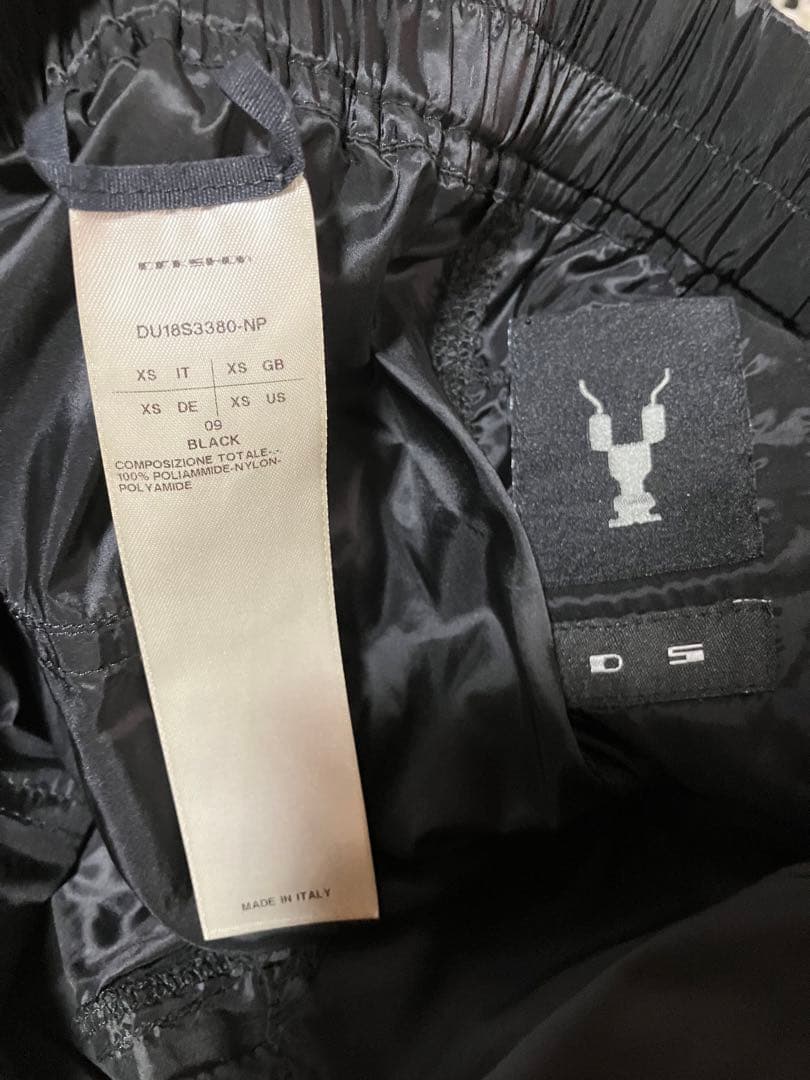 DU18S3380-NP
XS IT XS GB
XS DE XS US
09
BLACK
COMPOSIZIONE TOTALE-.-
100% POLIAMMIDE-NYLON-
POLYAMIDE
MADE IN ITALY
D S